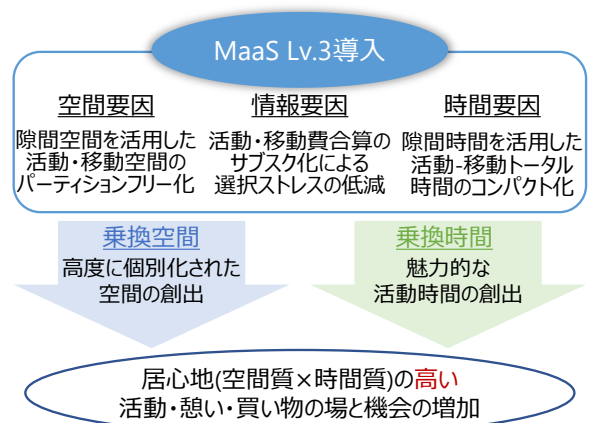 MaaS Lv.3導入
空間要因
隙間空間を活用した
活動・移動空間の
パーティションフリー化
情報要因
活動・移動費合算の
サブスク化による
選択ストレスの低減
時間要因
隙間時間を活用した
活動-移動トータル
時間のコンパクト化
乗換空間
高度に個別化された
空間の創出
乗換時間
魅力的な
活動時間の創出
居心地(空間質×時間質)の高い
活動・憩い・買い物の場と機会の増加